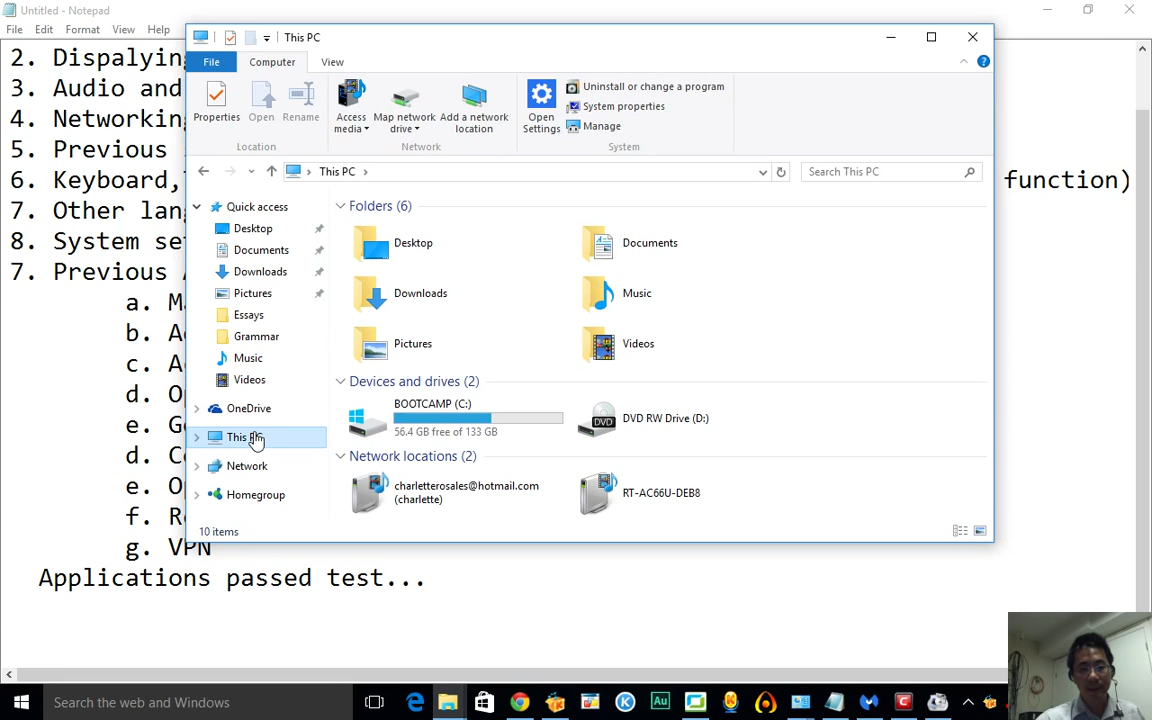 Untitled - Notepad
File Edit Format View Help
2. Dispalying
3. Audio and
4. Networking
5. Previous
6. Keyboard, function)
7. Other lang
8. System se
7. Previous
a. M
b. A
c. A
d. Op
e. G
d. C
e. Op
f. R
g. VPN
Applications passed test...
This PC
File Computer View
Properties Open Rename Access media Map network drive Add a network location Open Settings
Uninstall or change a program
System properties
Manage
Location Network System
This PC
Search This PC
Quick access
Desktop
Documents
Downloads
Pictures
Essays
Grammar
Music
Videos
OneDrive
This PC
Network
Homegroup
Folders (6)
Desktop Documents
Downloads Music
Pictures Videos
Devices and drives (2)
BOOTCAMP (C:)
56.4 GB free of 133 GB
DVD RW Drive (D:)
Network locations (2)
charletterosales@hotmail.com
(charlette)
RT-AC66U-DEB8
10 items
Search the web and Windows